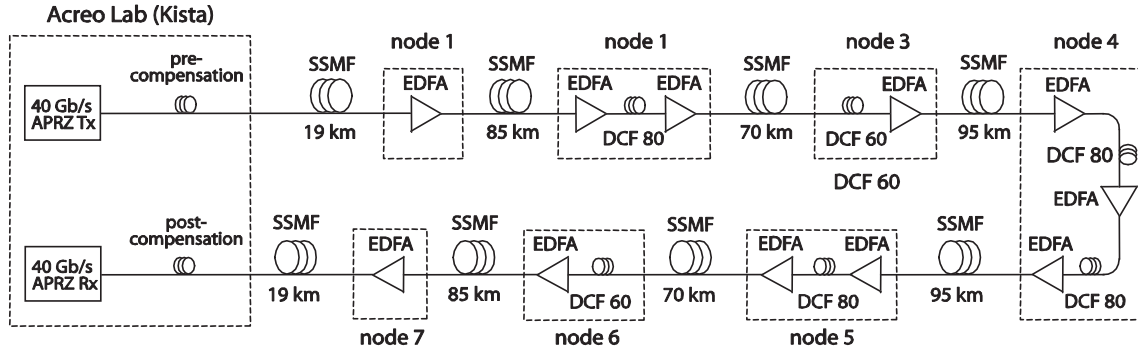 Acreo Lab (Kista)
pre-
compensation
40 Gb/s
APRZ Tx
SSMF
19 km
node 1
EDFA
SSMF
85 km
node 1
EDFA
EDFA
DCF 80
SSMF
70 km
node 3
EDFA
DCF 60
DCF 60
SSMF
95 km
node 4
EDFA
DCF 80
EDFA
EDFA
DCF 80
SSMF
95 km
EDFA
EDFA
DCF 80
node 5
SSMF
70 km
EDFA
DCF 60
node 6
SSMF
85 km
EDFA
node 7
SSMF
19 km
post-
compensation
40 Gb/s
APRZ Rx